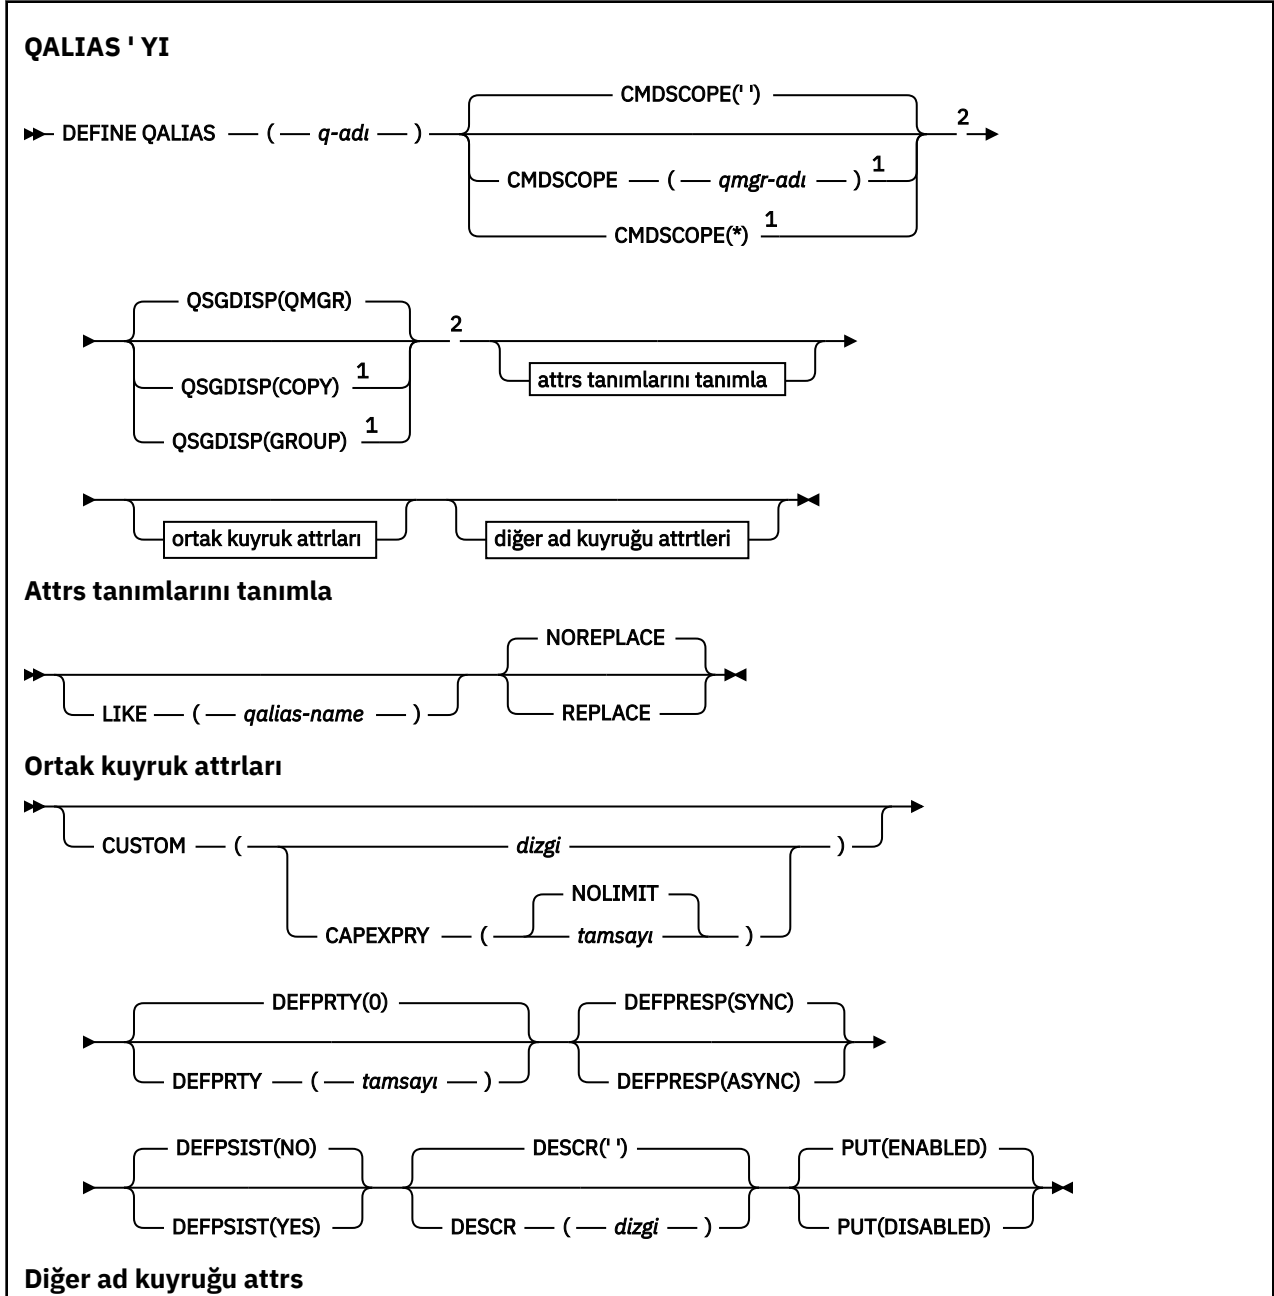 QALIAS ' YI
CMDSCOPE(' ')
DEFINE QALIAS ( q-adı ) 2
CMDSCOPE ( qmgr-adı ) 1
CMDSCOPE(*) 1
QSGDISP(QMGR)
2
QSGDISP(COPY) 1
attrs tanımlarını tanımla
QSGDISP(GROUP) 1
ortak kuyruk attrları
diğer ad kuyruğu attrtleri
Attrs tanımlarını tanımla
NOREPLACE
LIKE ( qalias-name ) REPLACE
Ortak kuyruk attrları
CUSTOM ( dizgi )
NOLIMIT
CAPEXPRY ( tamsayı )
DEFPRTY(0) DEFPRESP(SYNC)
DEFPRTY ( tamsayı ) DEFPRESP(ASYNC)
DEFPSIST(NO) DESCR(' ') PUT(ENABLED)
DEFPSIST(YES) DESCR ( dizgi ) PUT(DISABLED)
Diğer ad kuyruğu attrs